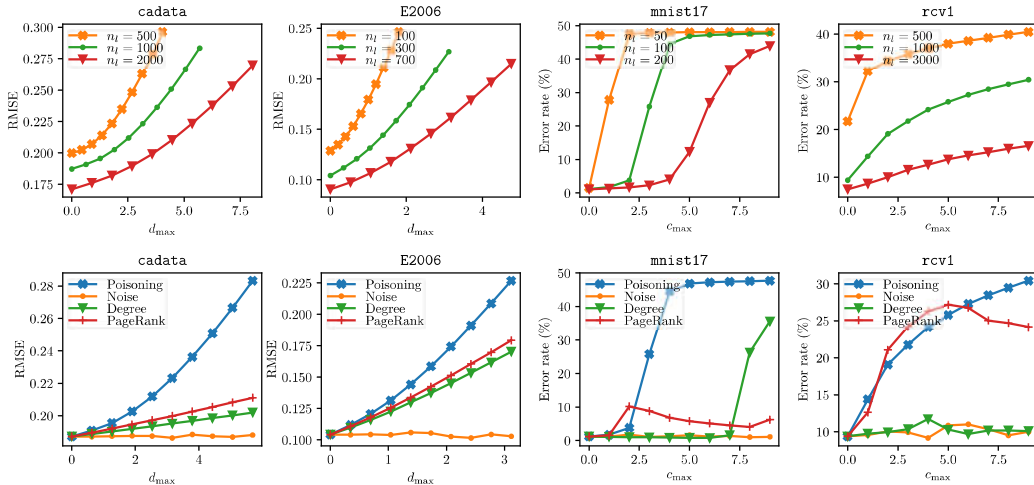 cadata
0.300
0.275
0.250
0.225
0.200
0.175
RMSE
n_l = 500
n_l = 1000
n_l = 2000
0.0 2.5 5.0 7.5
d_max
E2006
0.25
0.20
0.15
0.10
RMSE
n_l = 100
n_l = 300
n_l = 700
0 2 4
d_max
mnist17
50
40
30
20
10
0
Error rate (%)
n_l = 50
n_l = 100
n_l = 200
0.0 2.5 5.0 7.5
c_max
rcv1
40
30
20
10
Error rate (%)
n_l = 500
n_l = 1000
n_l = 3000
0.0 2.5 5.0 7.5
c_max
cadata
0.28
0.26
0.24
0.22
0.20
RMSE
Poisoning
Noise
Degree
PageRank
0 2 4
d_max
E2006
0.225
0.200
0.175
0.150
0.125
0.100
RMSE
Poisoning
Noise
Degree
PageRank
0 1 2 3
d_max
mnist17
50
40
30
20
10
0
Error rate (%)
Poisoning
Noise
Degree
PageRank
0.0 2.5 5.0 7.5
c_max
rcv1
30
25
20
15
10
Error rate (%)
Poisoning
Noise
Degree
PageRank
0.0 2.5 5.0 7.5
c_max